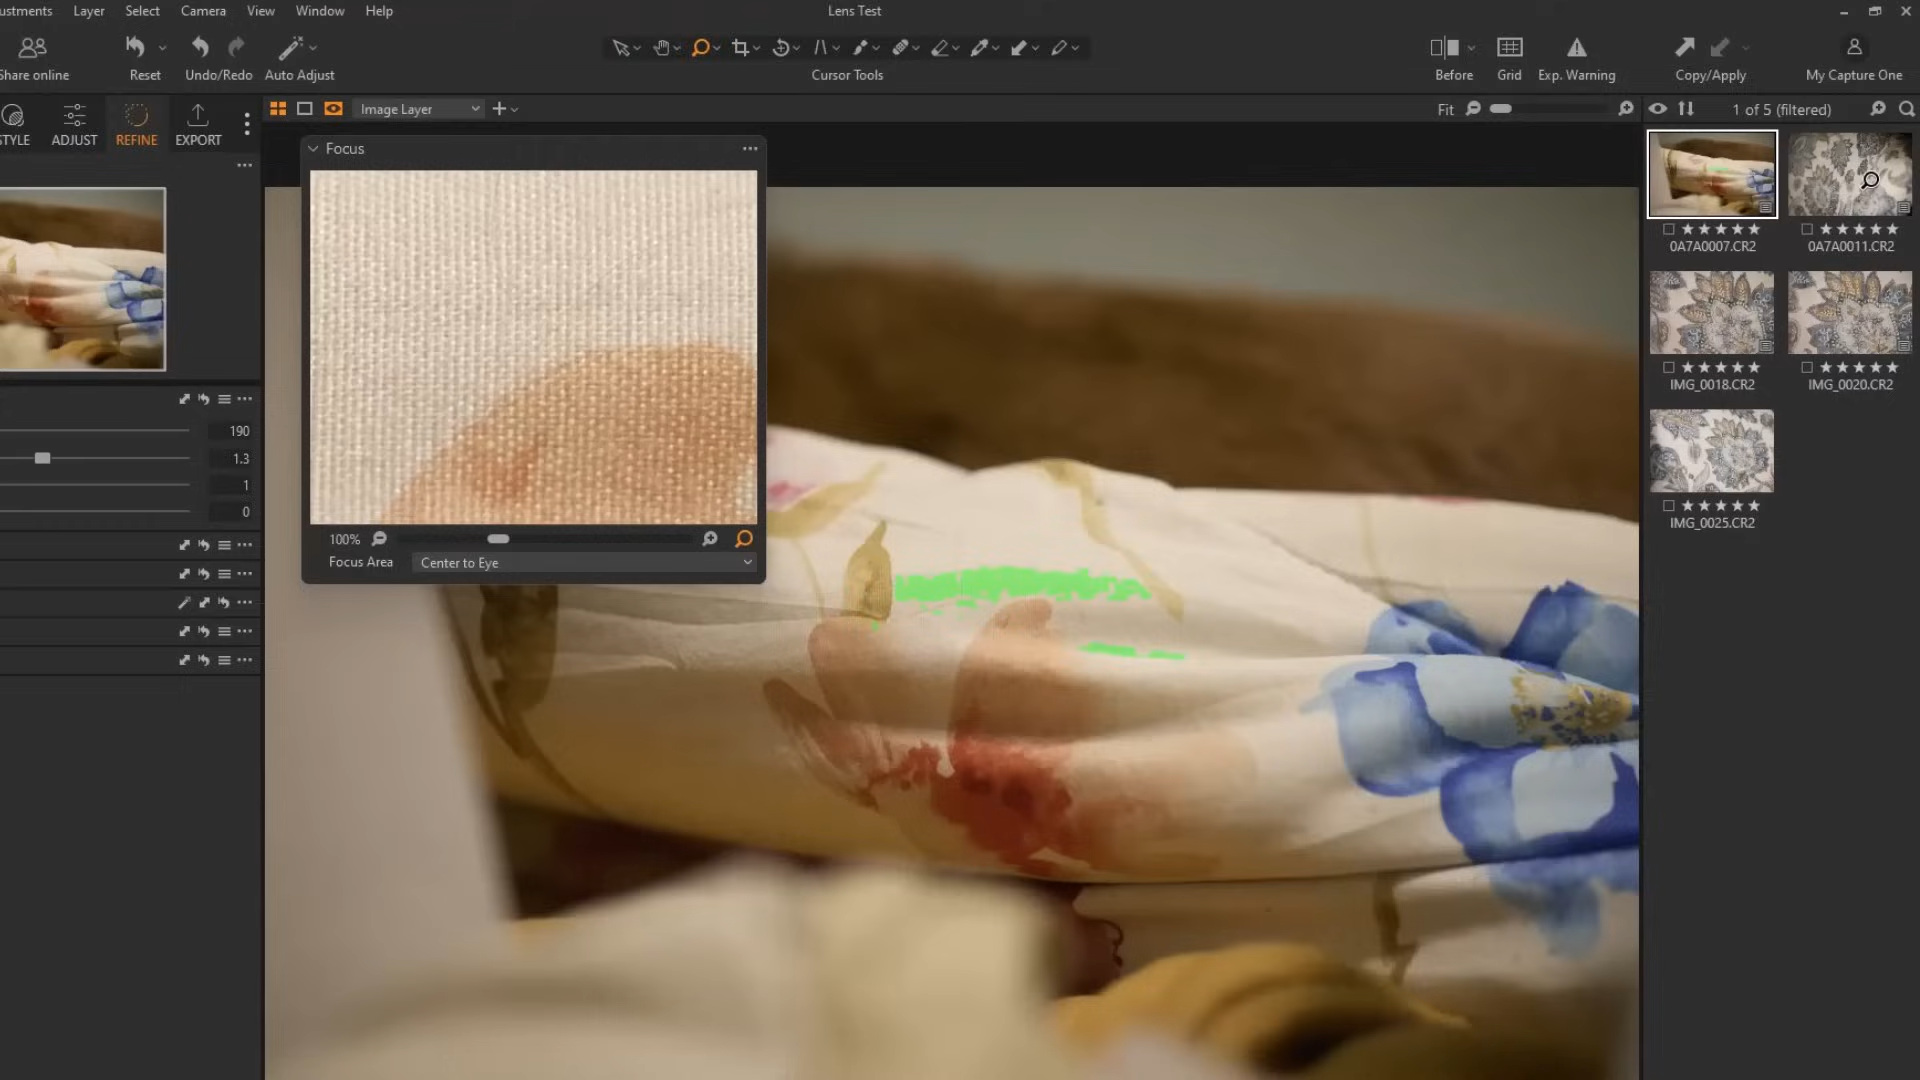 ustments Layer Select Camera View Window Help Lens Test
Share online Reset Undo/Redo Auto Adjust Cursor Tools Before Grid Exp. Warning Copy/Apply My Capture One
STYLE ADJUST REFINE EXPORT Image Layer Fit 1 of 5 (filtered)
Focus
0A7A0007.CR2 0A7A0011.CR2
IMG_0018.CR2 IMG_0020.CR2
IMG_0025.CR2
100%
Focus Area Center to Eye
190
1.3
1
0